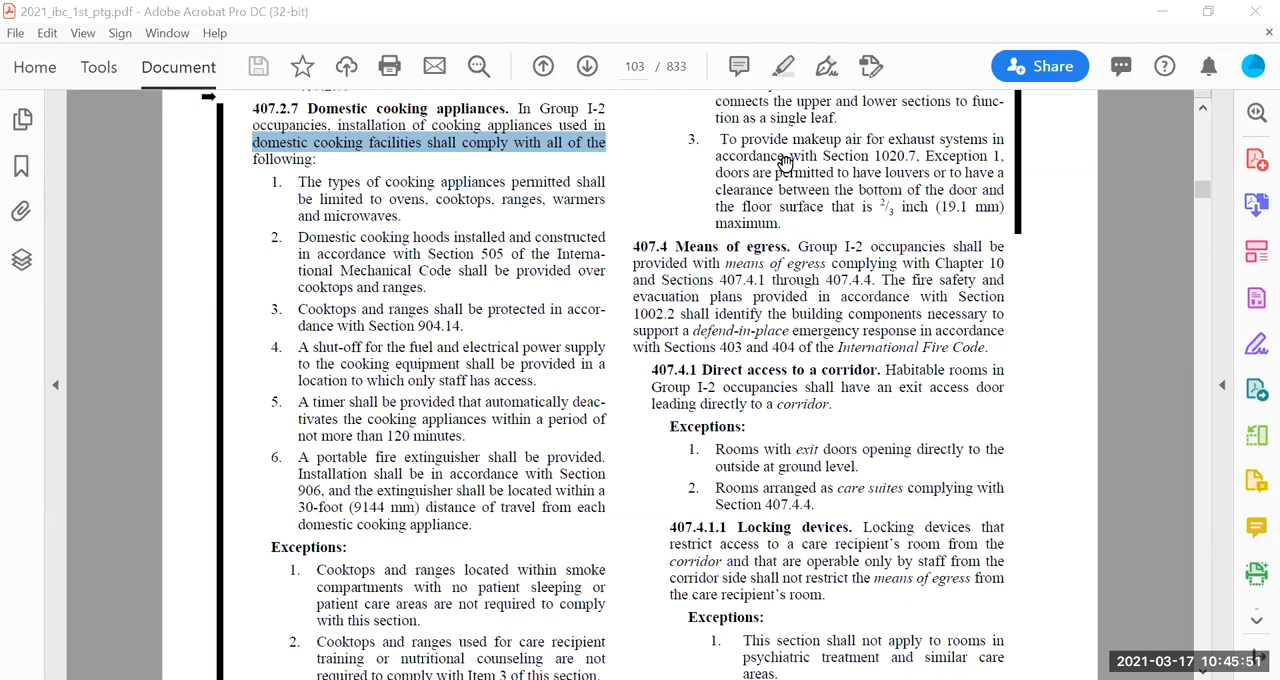 2021_ibc_1st_ptg.pdf - Adobe Acrobat Pro DC (32-bit)
File Edit View Sign Window Help
Home Tools Document 103 / 833 Share
407.2.7 Domestic cooking appliances. In Group I-2
occupancies, installation of cooking appliances used in
domestic cooking facilities shall comply with all of the
following:
1. The types of cooking appliances permitted shall
be limited to ovens, cooktops, ranges, warmers
and microwaves.
2. Domestic cooking hoods installed and constructed
in accordance with Section 505 of the Interna-
tional Mechanical Code shall be provided over
cooktops and ranges.
3. Cooktops and ranges shall be protected in accor-
dance with Section 904.14.
4. A shut-off for the fuel and electrical power supply
to the cooking equipment shall be provided in a
location to which only staff has access.
5. A timer shall be provided that automatically deac-
tivates the cooking appliances within a period of
not more than 120 minutes.
6. A portable fire extinguisher shall be provided.
Installation shall be in accordance with Section
906, and the extinguisher shall be located within a
30-foot (9144 mm) distance of travel from each
domestic cooking appliance.
Exceptions:
1. Cooktops and ranges located within smoke
compartments with no patient sleeping or
patient care areas are not required to comply
with this section.
2. Cooktops and ranges used for care recipient
training or nutritional counseling are not
required to comply with Item 3 of this section.
connects the upper and lower sections to func-
tion as a single leaf.
3. To provide makeup air for exhaust systems in
accordance with Section 1020.7, Exception 1,
doors are permitted to have louvers or to have a
clearance between the bottom of the door and
the floor surface that is 2/3 inch (19.1 mm)
maximum.
407.4 Means of egress. Group I-2 occupancies shall be
provided with means of egress complying with Chapter 10
and Sections 407.4.1 through 407.4.4. The fire safety and
evacuation plans provided in accordance with Section
1002.2 shall identify the building components necessary to
support a defend-in-place emergency response in accordance
with Sections 403 and 404 of the International Fire Code.
407.4.1 Direct access to a corridor. Habitable rooms in
Group I-2 occupancies shall have an exit access door
leading directly to a corridor.
Exceptions:
1. Rooms with exit doors opening directly to the
outside at ground level.
2. Rooms arranged as care suites complying with
Section 407.4.4.
407.4.1.1 Locking devices. Locking devices that
restrict access to a care recipient's room from the
corridor and that are operable only by staff from the
corridor side shall not restrict the means of egress from
the care recipient's room.
Exceptions:
1. This section shall not apply to rooms in
psychiatric treatment and similar care
areas.
2021-03-17 10:45:51